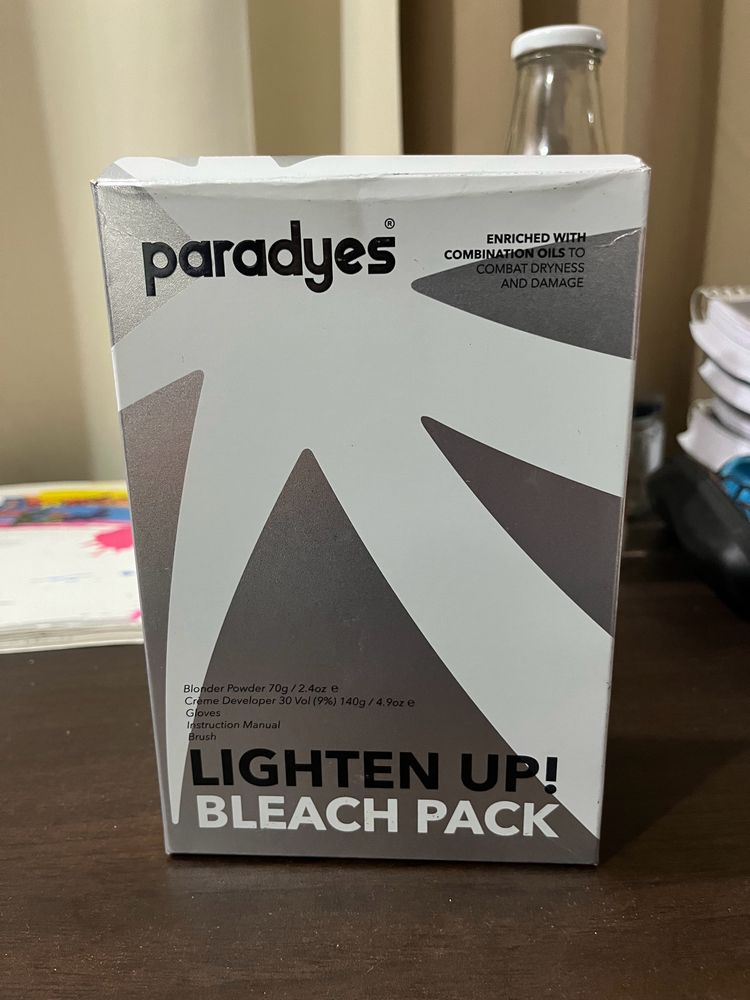 paradyes®
ENRICHED WITH
COMBINATION OILS TO
COMBAT DRYNESS
AND DAMAGE
Blonder Powder 70g / 2.4oz ℮
Crème Developer 30 Vol (9%) 140g / 4.9oz ℮
Gloves
Instruction Manual
Brush
LIGHTEN UP!
BLEACH PACK